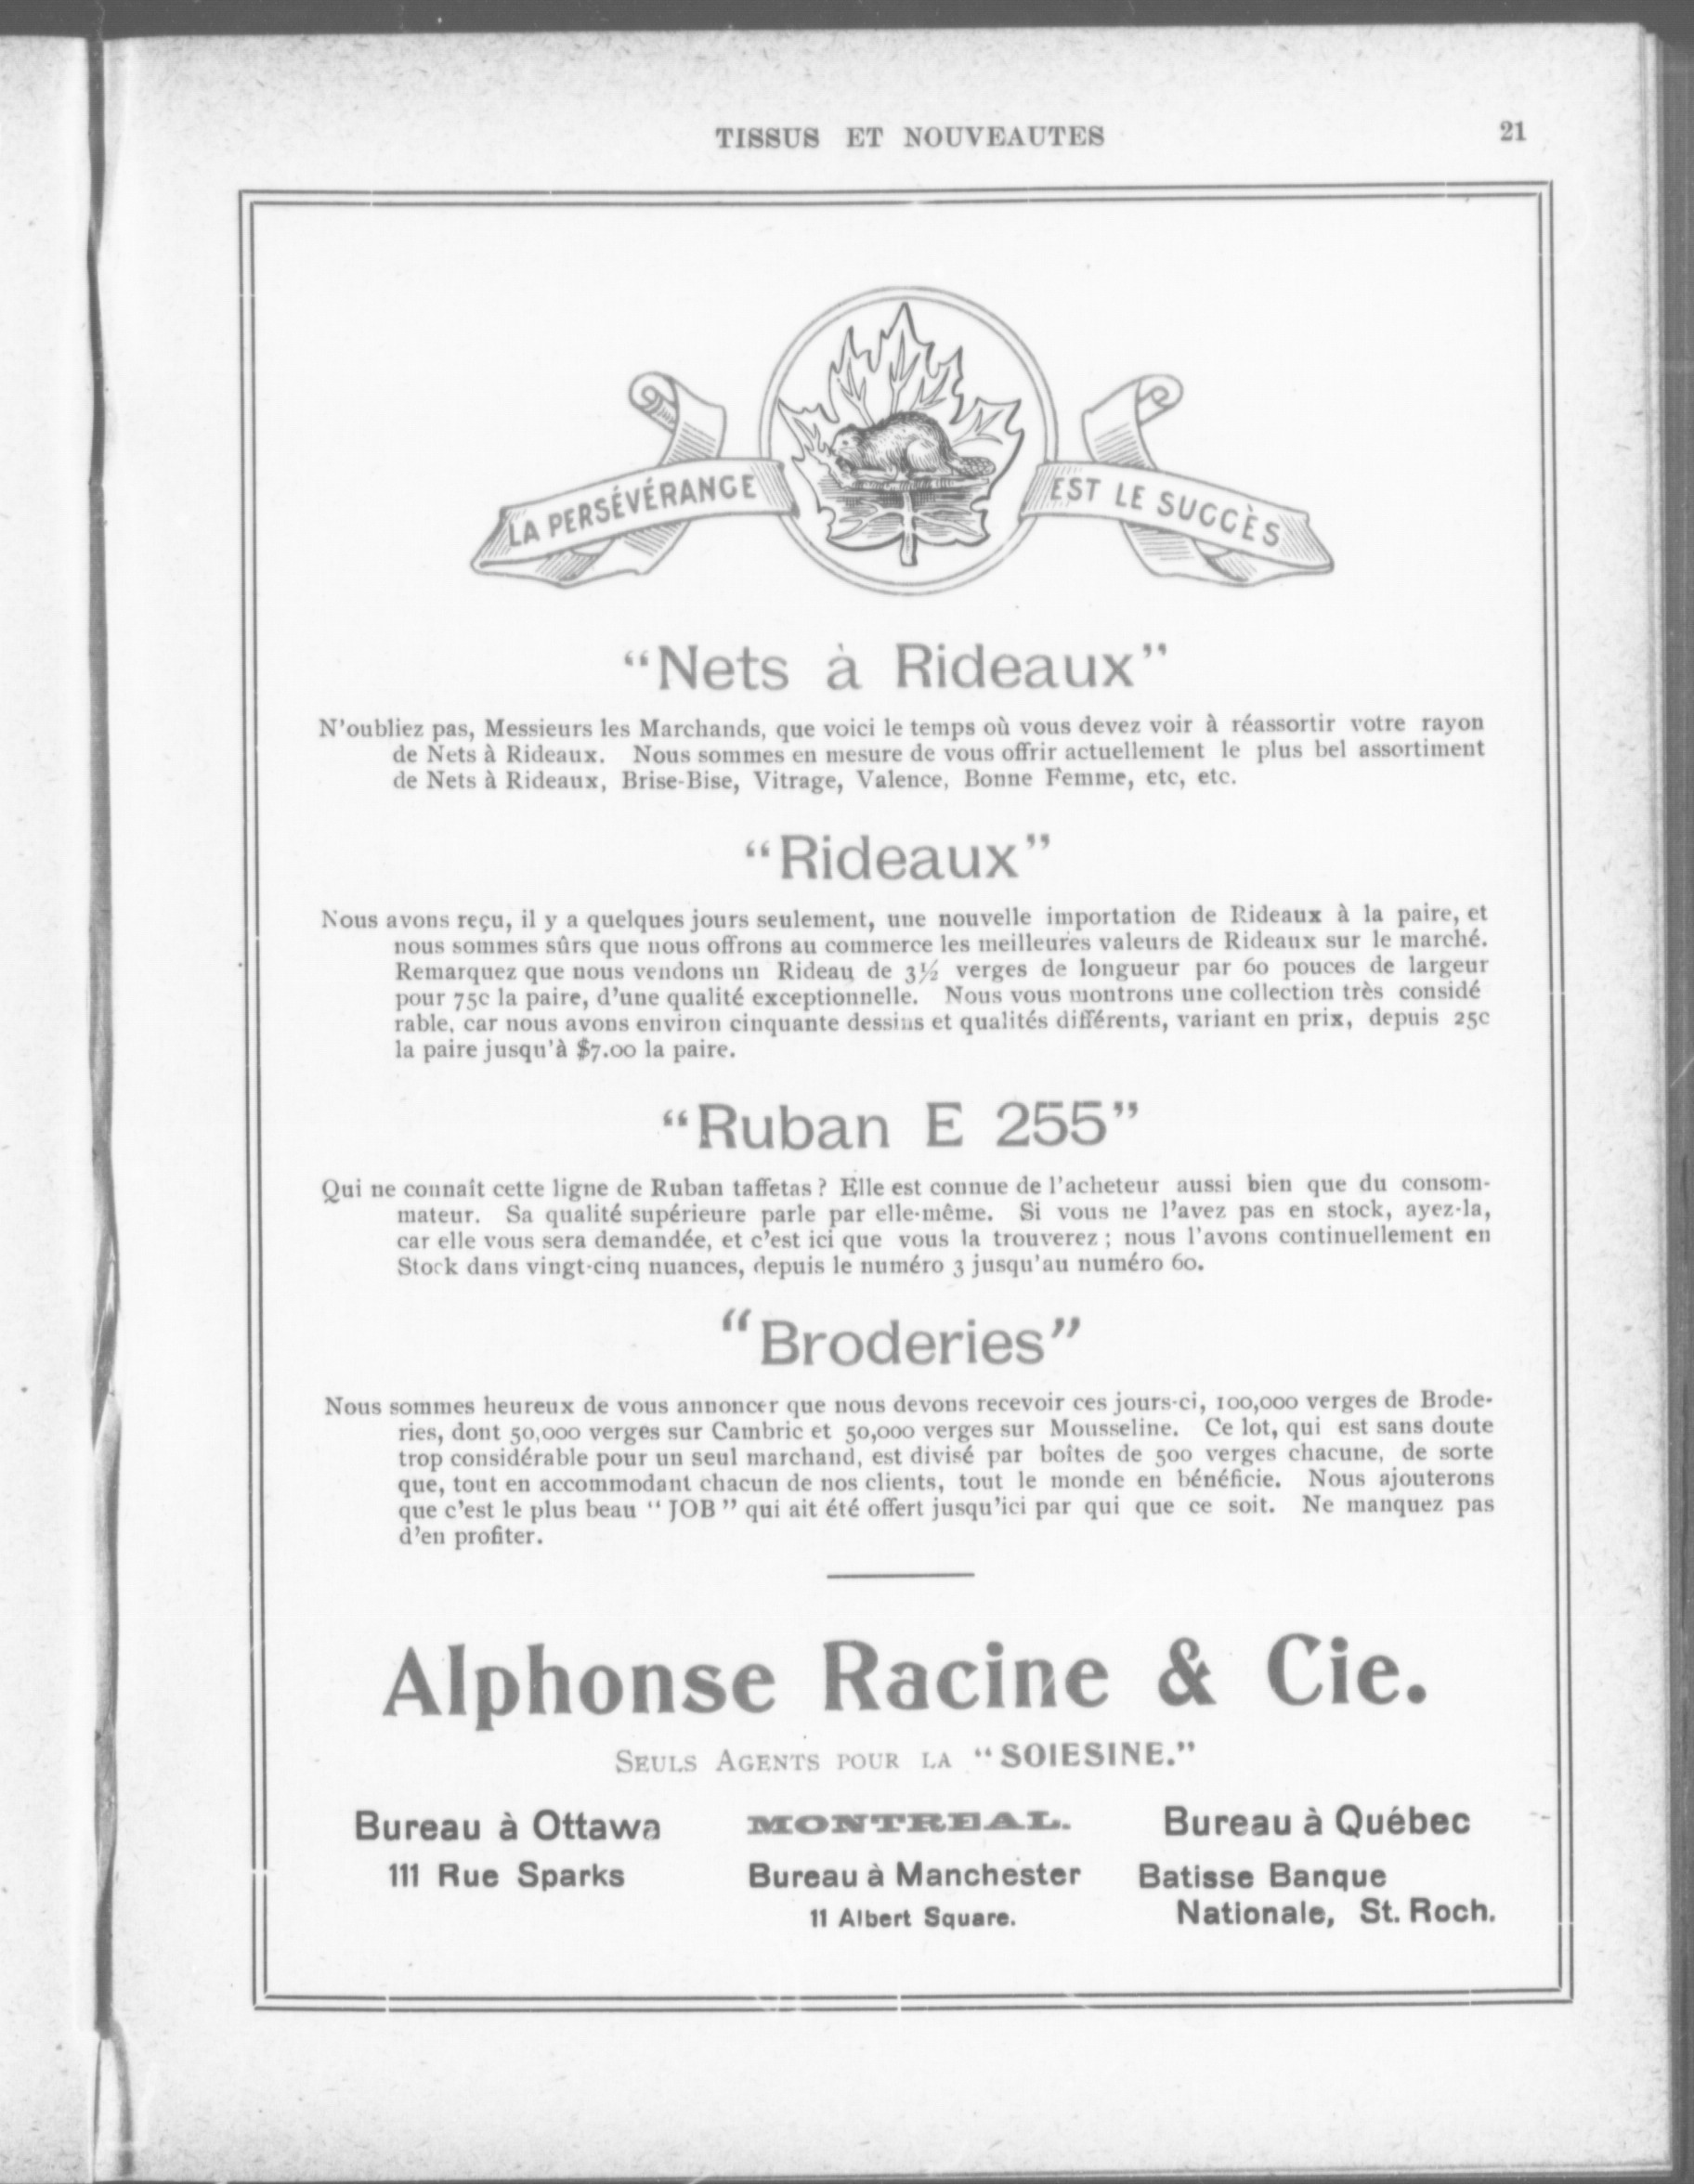 TISSUS ET NOUVEAUTES 21
LA PERSÉVÉRANCE EST LE SUCCÈS
“Nets à Rideaux”
N’oubliez pas, Messieurs les Marchands, que voici le temps où vous devez voir à réassortir votre rayon
de Nets à Rideaux. Nous sommes en mesure de vous offrir actuellement le plus bel assortiment
de Nets à Rideaux, Brise-Bise, Vitrage, Valence, Bonne Femme, etc, etc.
“Rideaux”
Nous avons reçu, il y a quelques jours seulement, une nouvelle importation de Rideaux à la paire, et
nous sommes sûrs que nous offrons au commerce les meilleures valeurs de Rideaux sur le marché.
Remarquez que nous vendons un Rideau de 3½ verges de longueur par 60 pouces de largeur
pour 75c la paire, d’une qualité exceptionnelle. Nous vous montrons une collection très considé
rable, car nous avons environ cinquante dessins et qualités différents, variant en prix, depuis 25c
la paire jusqu’à $7.00 la paire.
“Ruban E 255”
Qui ne connait cette ligne de Ruban taffetas ? Elle est connue de l’acheteur aussi bien que du consom-
mateur. Sa qualité supérieure parle par elle-même. Si vous ne l’avez pas en stock, ayez-la,
car elle vous sera demandée, et c’est ici que vous la trouverez ; nous l’avons continuellement en
Stock dans vingt-cinq nuances, depuis le numéro 3 jusqu’au numéro 60.
“Broderies”
Nous sommes heureux de vous annoncer que nous devons recevoir ces jours-ci, 100,000 verges de Brode-
ries, dont 50,000 verges sur Cambric et 50,000 verges sur Mousseline. Ce lot, qui est sans doute
trop considérable pour un seul marchand, est divisé par boîtes de 500 verges chacune, de sorte
que, tout en accommodant chacun de nos clients, tout le monde en bénéficie. Nous ajouterons
que c’est le plus beau “ JOB ” qui ait été offert jusqu’ici par qui que ce soit. Ne manquez pas
d’en profiter.
Alphonse Racine & Cie.
SEULS AGENTS POUR LA “SOIESINE.”
Bureau à Ottawa MONTREAL. Bureau à Québec
111 Rue Sparks Bureau à Manchester Batisse Banque
11 Albert Square. Nationale, St. Roch.